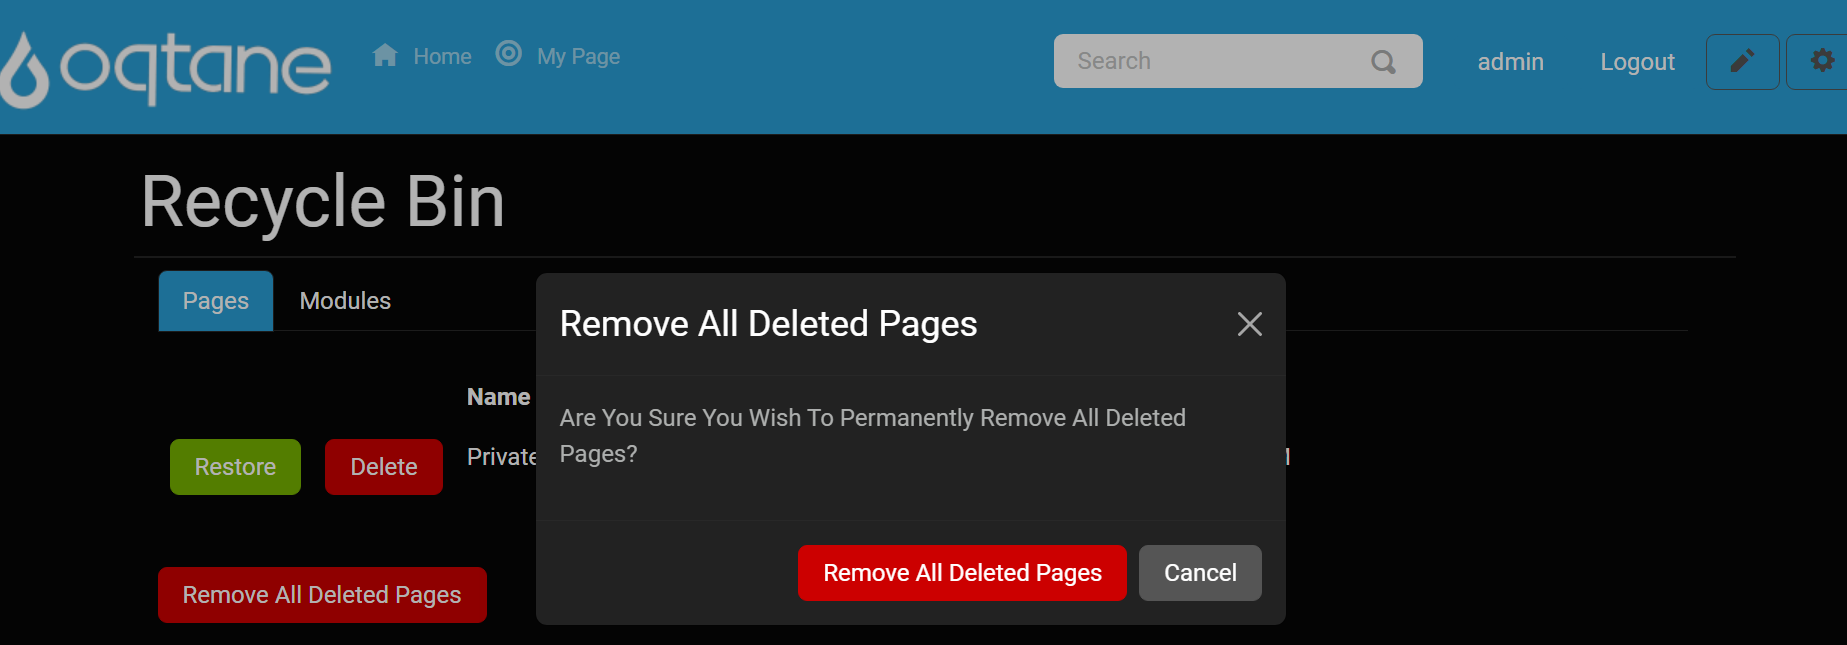 oqtane
Home My Page
Search
admin Logout
Recycle Bin
Pages Modules
Remove All Deleted Pages
Name
Are You Sure You Wish To Permanently Remove All Deleted
Pages?
Restore Delete Private
Remove All Deleted Pages Cancel
Remove All Deleted Pages